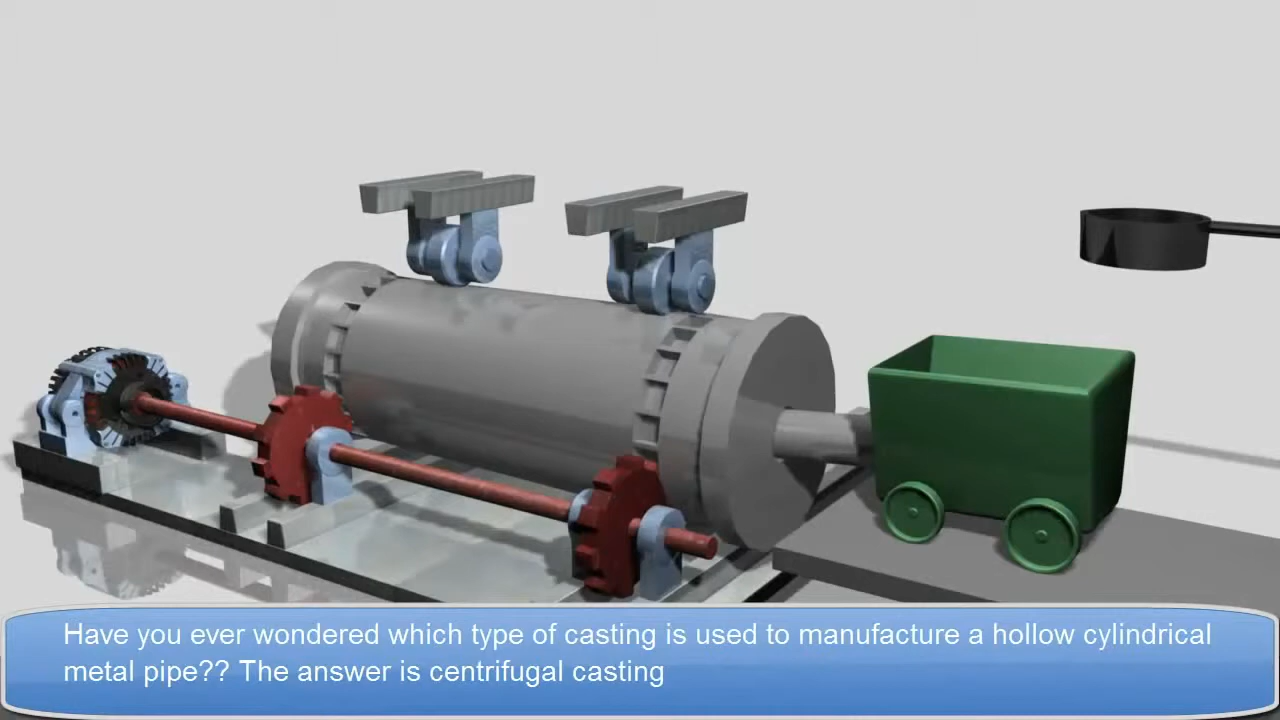 Have you ever wondered which type of casting is used to manufacture a hollow cylindrical
metal pipe?? The answer is centrifugal casting